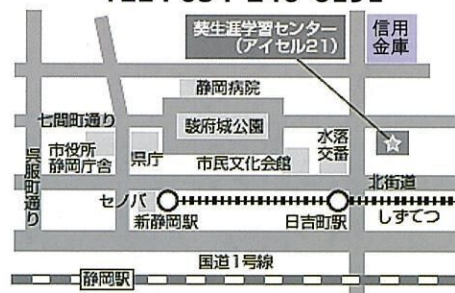 葵生涯学習センター
（アイセル21）
信用
金庫
静岡病院
七間町通り
駿府城公園
水落
交番
市役所
静岡庁舎
県庁
市民文化会館
呉服町通り
北街道
セノバ
新静岡駅
日吉町駅
しずてつ
国道1号線
静岡駅